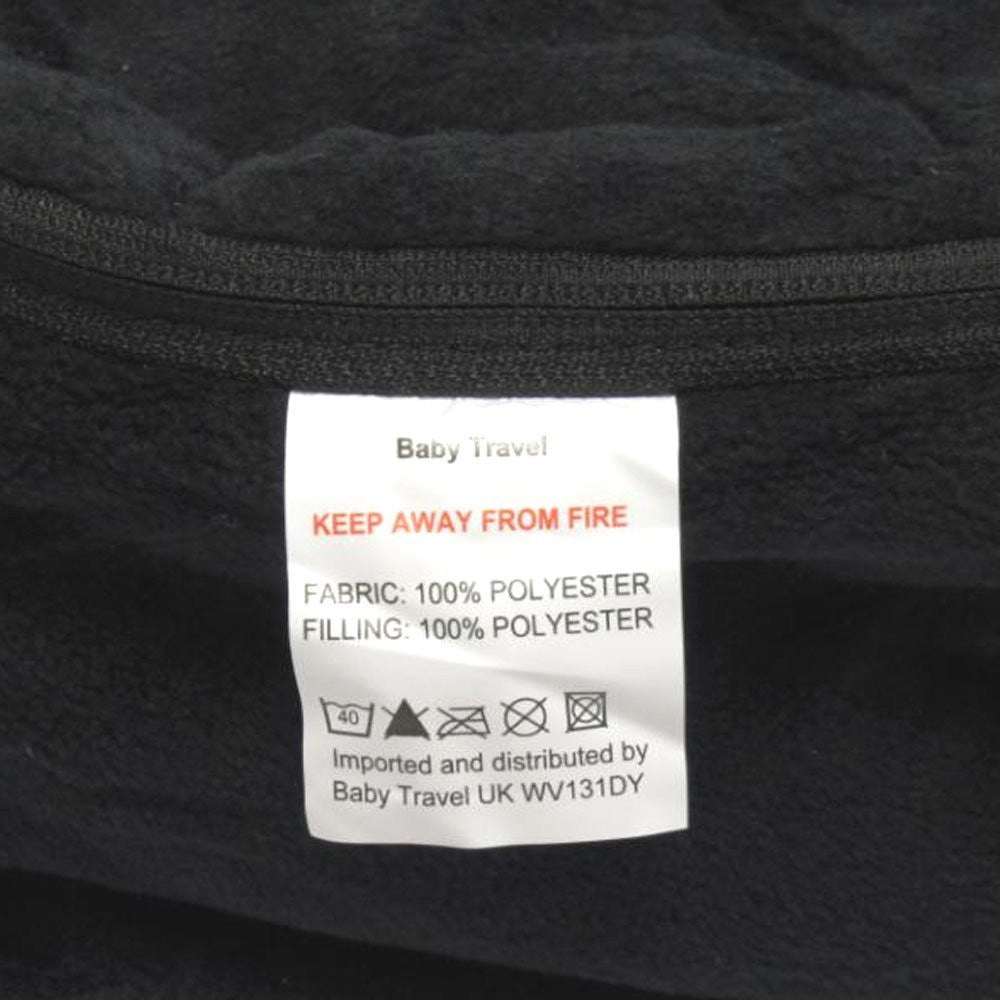 Baby Travel
KEEP AWAY FROM FIRE
FABRIC: 100% POLYESTER
FILLING: 100% POLYESTER
40
Imported and distributed by
Baby Travel UK WV131DY